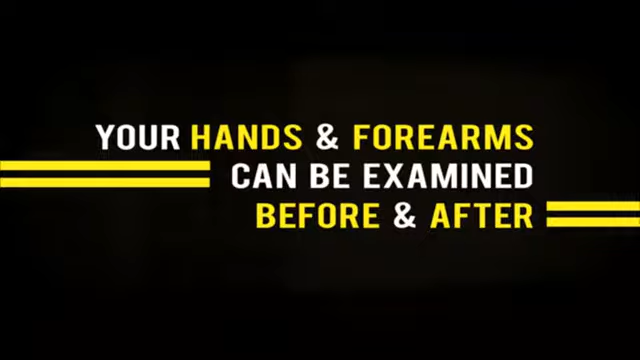 YOUR HANDS & FOREARMS
CAN BE EXAMINED
BEFORE & AFTER